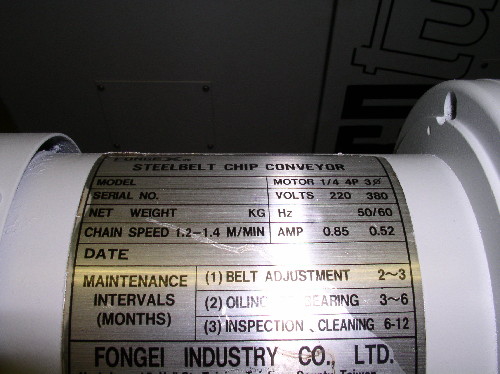 STEELBELT CHIP CONVEYOR
MODEL MOTOR 1/4 4P 3Ø
SERIAL NO. VOLTS 220 380
NET WEIGHT KG Hz 50/60
CHAIN SPEED 1.2-1.4 M/MIN AMP 0.85 0.52
DATE
MAINTENANCE INTERVALS (MONTHS)
(1) BELT ADJUSTMENT 2~3
(2) OILING BEARING 3~6
(3) INSPECTION、CLEANING 6-12
FONGEI INDUSTRY CO., LTD.